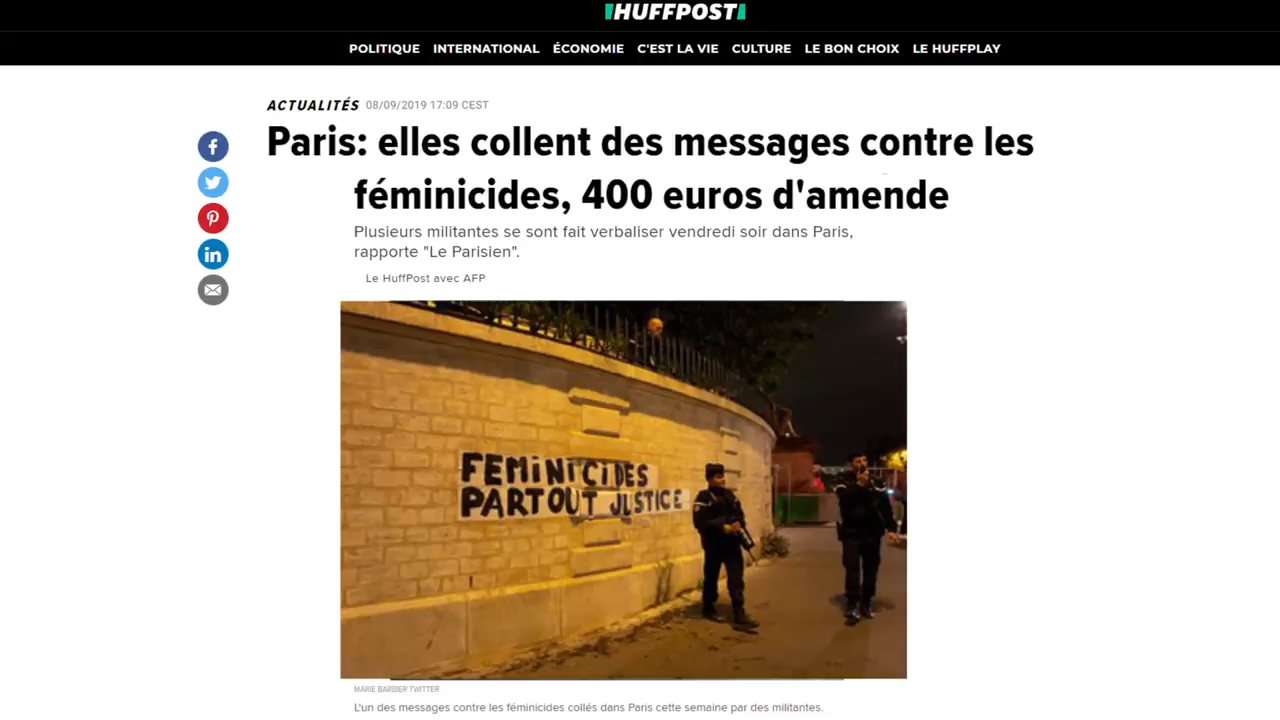 HUFFPOST
POLITIQUE INTERNATIONAL ÉCONOMIE C'EST LA VIE CULTURE LE BON CHOIX LE HUFFPLAY
ACTUALITÉS 08/09/2019 17:09 CEST
Paris: elles collent des messages contre les
féminicides, 400 euros d'amende
Plusieurs militantes se sont fait verbaliser vendredi soir dans Paris,
rapporte "Le Parisien".
Le HuffPost avec AFP
FEMiNiCiDES
PARTOUT JUSTICE
MARIE BARBIER TWITTER
L'un des messages contre les féminicides collés dans Paris cette semaine par des militantes.